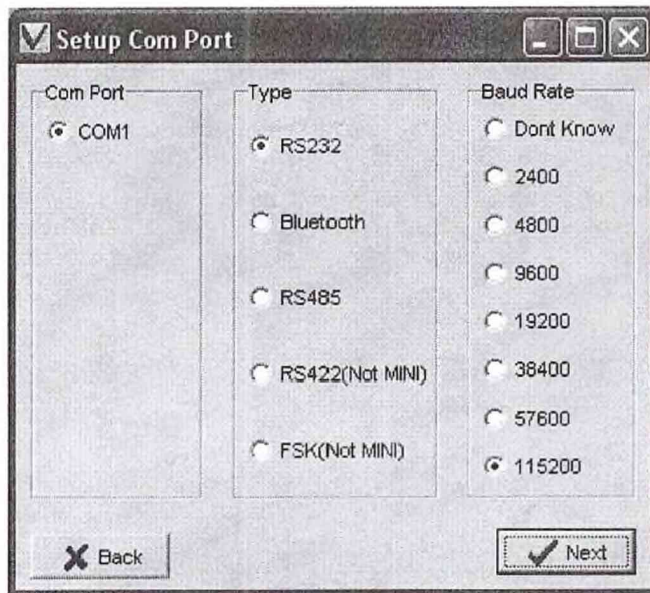 Setup Com Port
Com Port
COM1
Type
RS232
Bluetooth
RS485
RS422(Not MINI)
FSK(Not MINI)
Baud Rate
Dont Know
2400
4800
9600
19200
38400
57600
115200
Back
Next